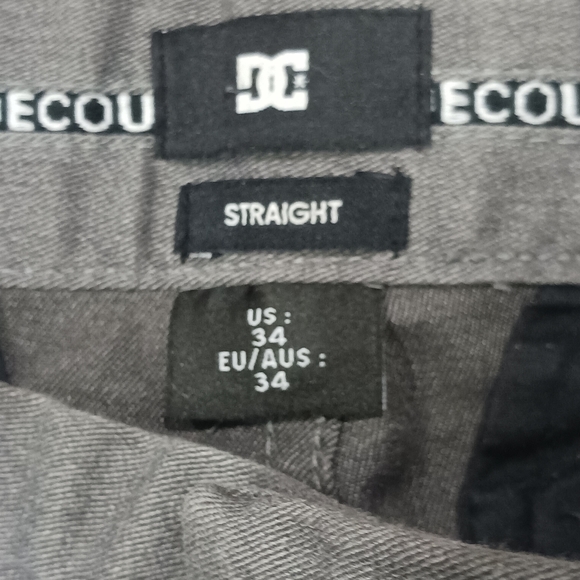 DC
ECOU
ECOU
STRAIGHT
US :
34
EU/AUS :
34